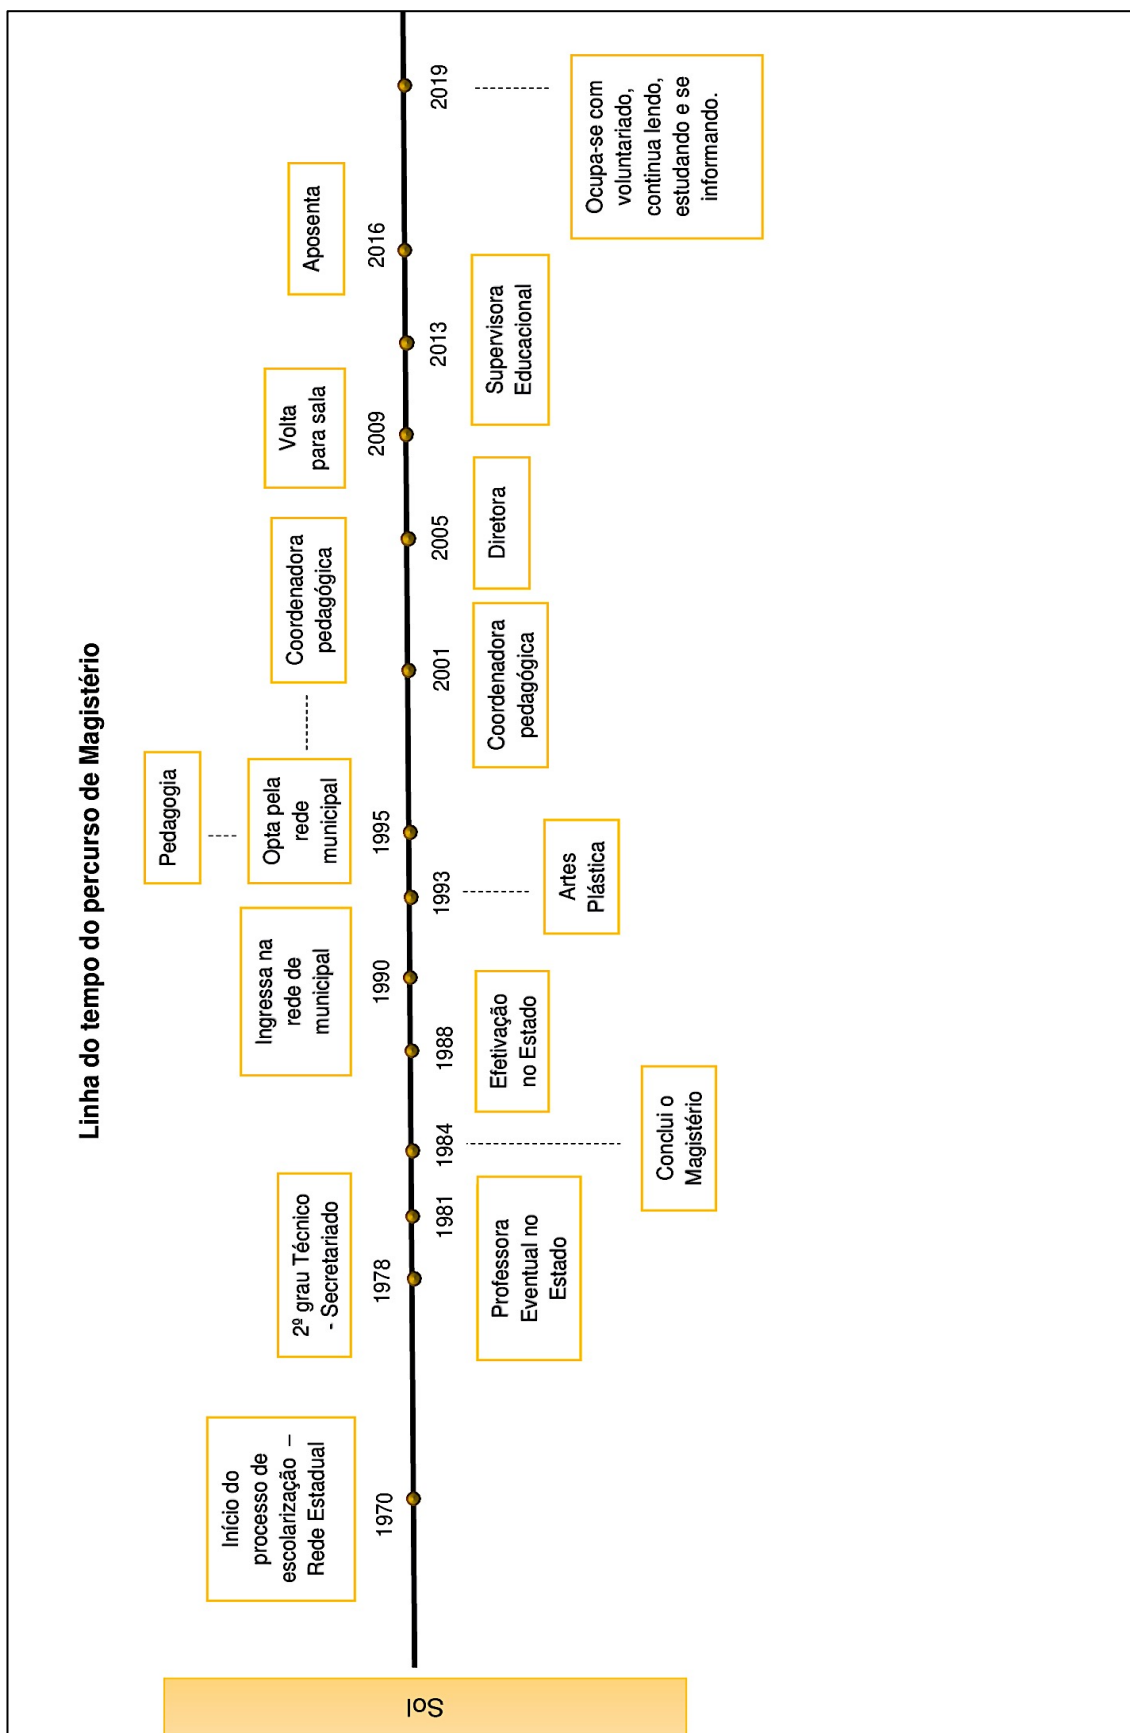 Linha do tempo do percurso de Magistério
Sol
Início do
processo de
escolarização –
Rede Estadual
1970
2º grau Técnico
- Secretariado
1978
1981
Professora
Eventual no
Estado
1984
Conclui o
Magistério
1988
Efetivação
no Estado
Ingressa na
rede de
municipal
1990
1993
Artes
Plástica
Pedagogia
Opta pela
rede
municipal
1995
Coordenadora
pedagógica
2001
Coordenadora
pedagógica
2005
Diretora
Volta
para sala
2009
2013
Supervisora
Educacional
Aposenta
2016
2019
Ocupa-se com
voluntariado,
continua lendo,
estudando e se
informando.